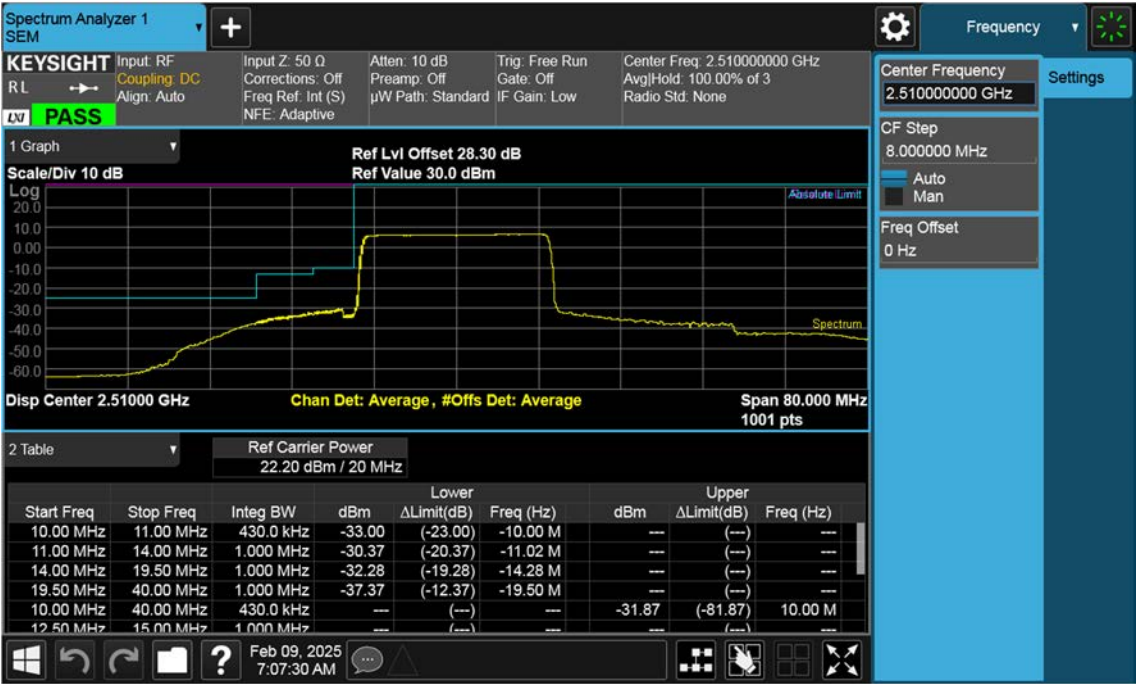 Spectrum Analyzer 1
SEM
+
Frequency
KEYSIGHT
RL
LXI
PASS
Input: RF
Coupling: DC
Align: Auto
Input Z: 50 Ω
Corrections: Off
Freq Ref: Int (S)
NFE: Adaptive
Atten: 10 dB
Preamp: Off
µW Path: Standard
Trig: Free Run
Gate: Off
IF Gain: Low
Center Freq: 2.510000000 GHz
Avg|Hold: 100.00% of 3
Radio Std: None
Center Frequency
2.510000000 GHz
Settings
CF Step
8.000000 MHz
Auto
Man
Freq Offset
0 Hz
1 Graph
Scale/Div 10 dB
Ref Lvl Offset 28.30 dB
Ref Value 30.0 dBm
Log
20.0
10.0
0.00
-10.0
-20.0
-30.0
-40.0
-50.0
-60.0
Absolute Limit
Spectrum
Disp Center 2.51000 GHz
Chan Det: Average, #Offs Det: Average
Span 80.000 MHz
1001 pts
2 Table
Ref Carrier Power
22.20 dBm / 20 MHz
Lower Upper
Start Freq Stop Freq Integ BW dBm ΔLimit(dB) Freq (Hz) dBm ΔLimit(dB) Freq (Hz)
10.00 MHz 11.00 MHz 430.0 kHz -33.00 (-23.00) -10.00 M --- (---) ---
11.00 MHz 14.00 MHz 1.000 MHz -30.37 (-20.37) -11.02 M --- (---) ---
14.00 MHz 19.50 MHz 1.000 MHz -32.28 (-19.28) -14.28 M --- (---) ---
19.50 MHz 40.00 MHz 1.000 MHz -37.37 (-12.37) -19.50 M --- (---) ---
10.00 MHz 40.00 MHz 430.0 kHz --- (---) --- -31.87 (-81.87) 10.00 M
12.50 MHz 15.00 MHz 1.000 MHz --- (---) --- --- (---) ---
?
Feb 09, 2025
7:07:30 AM